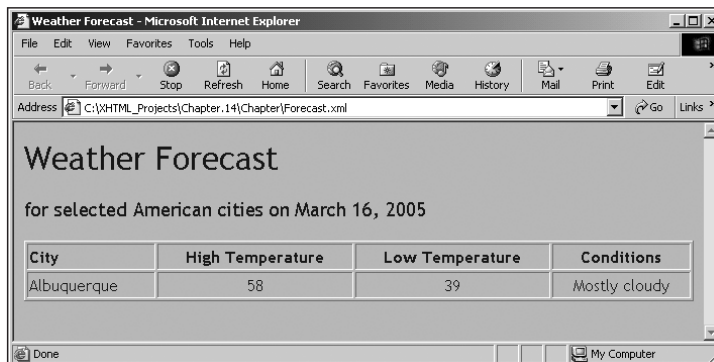 Weather Forecast - Microsoft Internet Explorer
File Edit View Favorites Tools Help
Back Forward Stop Refresh Home Search Favorites Media History Mail Print Edit »
Address C:\XHTML_Projects\Chapter.14\Chapter\Forecast.xml Go Links »
Weather Forecast
for selected American cities on March 16, 2005
City High Temperature Low Temperature Conditions
Albuquerque 58 39 Mostly cloudy
Done My Computer